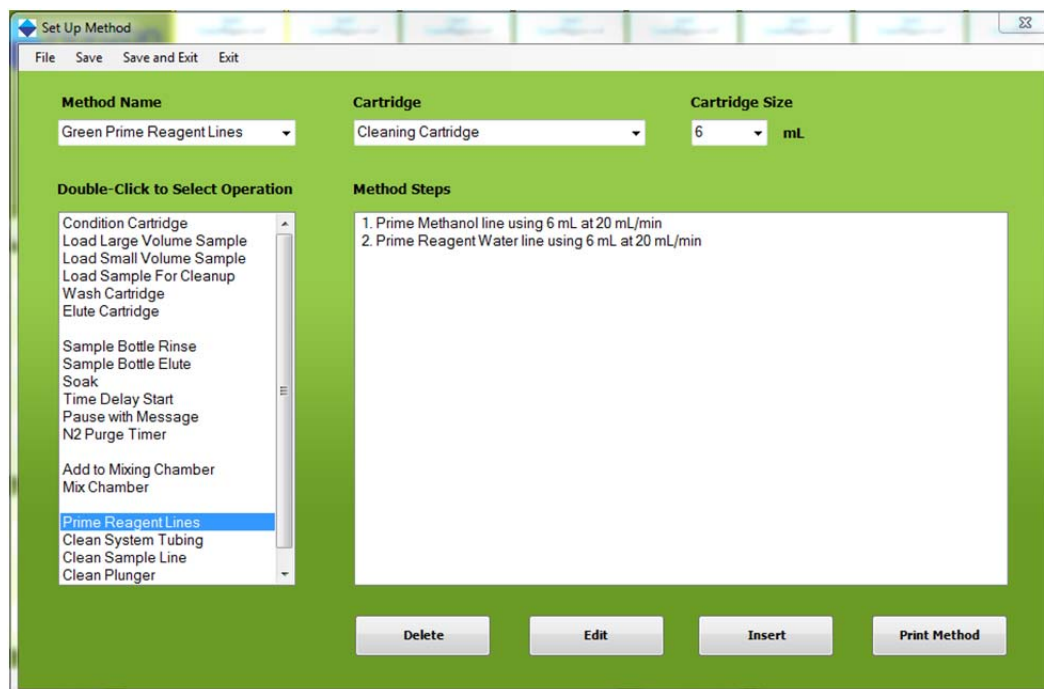 Set Up Method
File Save Save and Exit Exit
Method Name
Green Prime Reagent Lines
Cartridge
Cleaning Cartridge
Cartridge Size
6 mL
Double-Click to Select Operation
Condition Cartridge
Load Large Volume Sample
Load Small Volume Sample
Load Sample For Cleanup
Wash Cartridge
Elute Cartridge
Sample Bottle Rinse
Sample Bottle Elute
Soak
Time Delay Start
Pause with Message
N2 Purge Timer
Add to Mixing Chamber
Mix Chamber
Prime Reagent Lines
Clean System Tubing
Clean Sample Line
Clean Plunger
Method Steps
1. Prime Methanol line using 6 mL at 20 mL/min
2. Prime Reagent Water line using 6 mL at 20 mL/min
Delete
Edit
Insert
Print Method